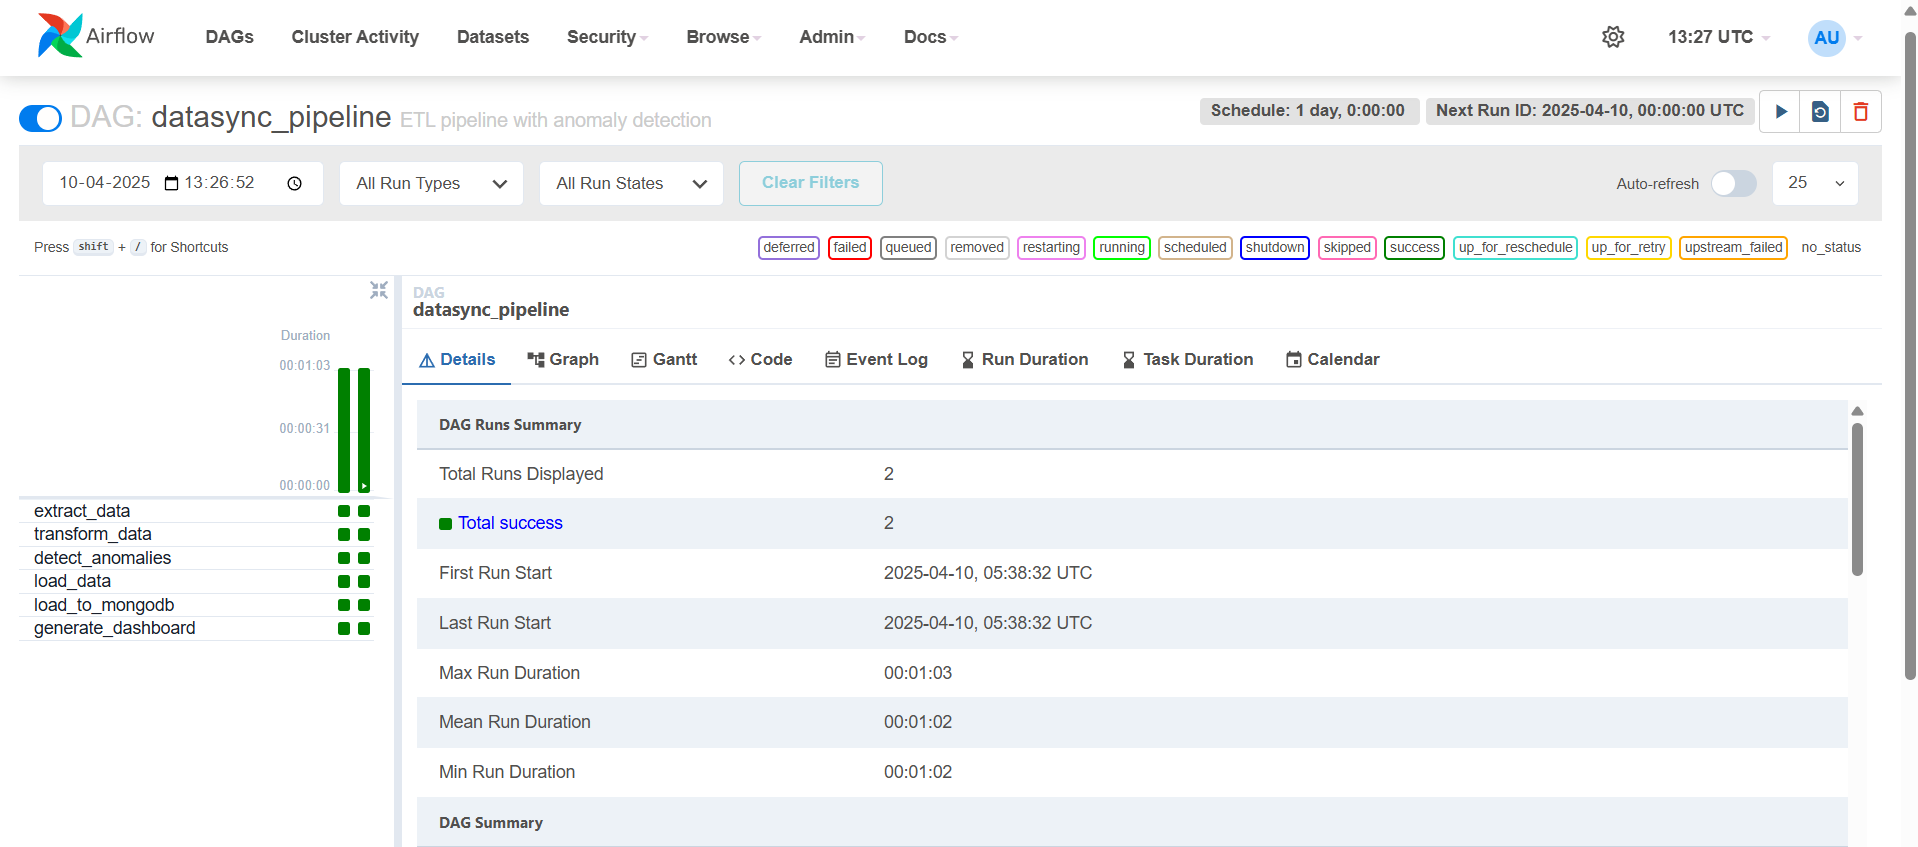 Airflow DAGs Cluster Activity Datasets Security Browse Admin Docs 13:27 UTC AU
DAG: datasync_pipeline ETL pipeline with anomaly detection Schedule: 1 day, 0:00:00 Next Run ID: 2025-04-10, 00:00:00 UTC
10-04-2025 13:26:52 All Run Types All Run States Clear Filters Auto-refresh 25
Press shift + / for Shortcuts deferred failed queued removed restarting running scheduled shutdown skipped success up_for_reschedule up_for_retry upstream_failed no_status
Duration
00:01:03
00:00:31
00:00:00
extract_data
transform_data
detect_anomalies
load_data
load_to_mongodb
generate_dashboard
DAG
datasync_pipeline
Details Graph Gantt Code Event Log Run Duration Task Duration Calendar
DAG Runs Summary
Total Runs Displayed 2
Total success 2
First Run Start 2025-04-10, 05:38:32 UTC
Last Run Start 2025-04-10, 05:38:32 UTC
Max Run Duration 00:01:03
Mean Run Duration 00:01:02
Min Run Duration 00:01:02
DAG Summary